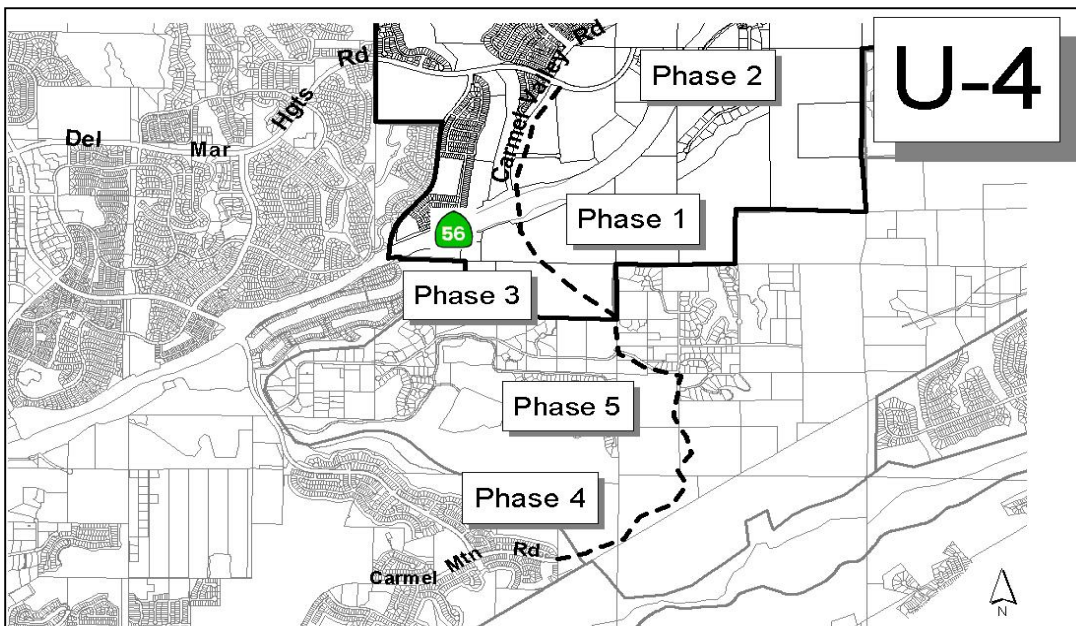 U-4
Phase 2
Del Mar Hgts Rd
Carmel Valley Rd
Phase 1
56
Phase 3
Phase 5
Phase 4
Carmel Mtn Rd
N